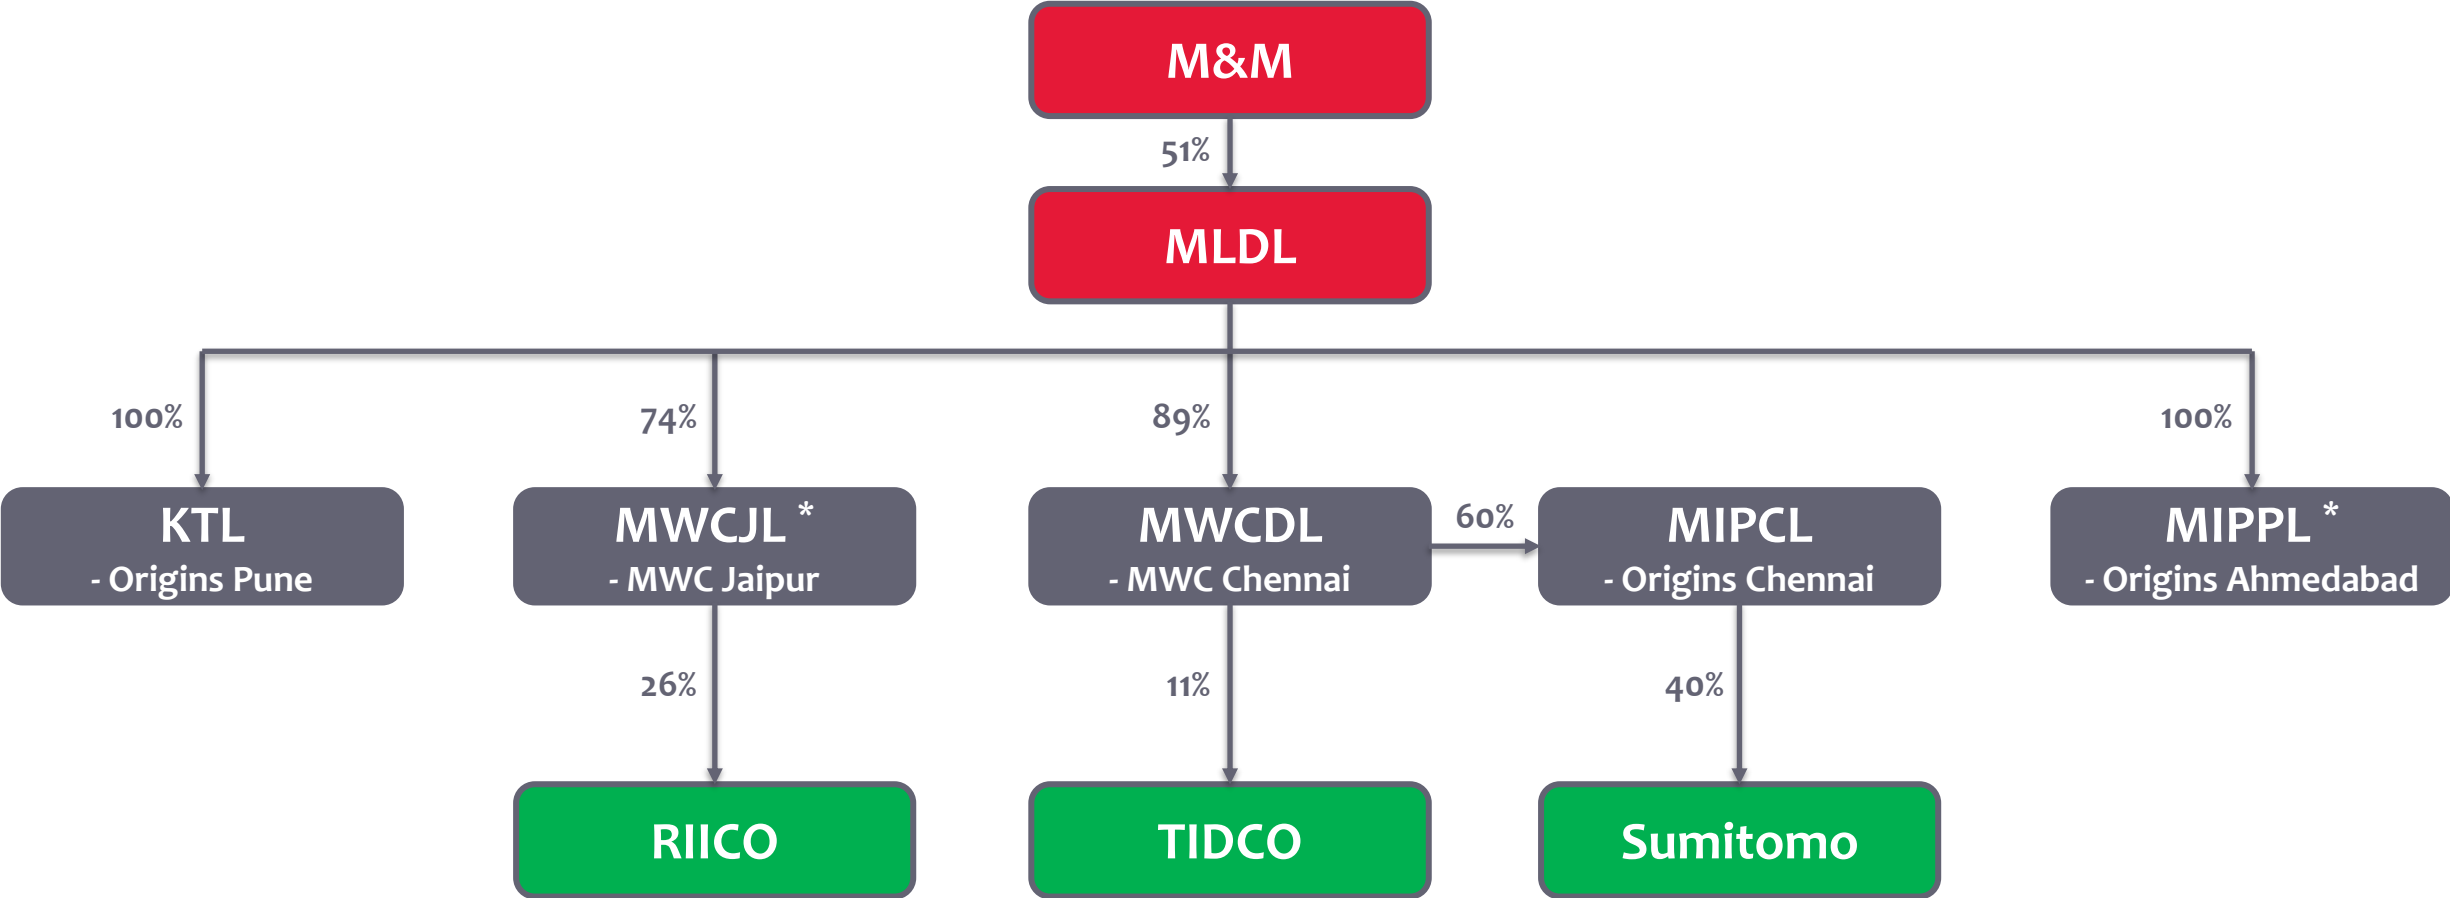 M&M
51%
MLDL
100%
74%
89%
100%
KTL
- Origins Pune
MWCJL *
- MWC Jaipur
MWCDL
- MWC Chennai
60%
MIPCL
- Origins Chennai
MIPPL *
- Origins Ahmedabad
26%
11%
40%
RIICO
TIDCO
Sumitomo